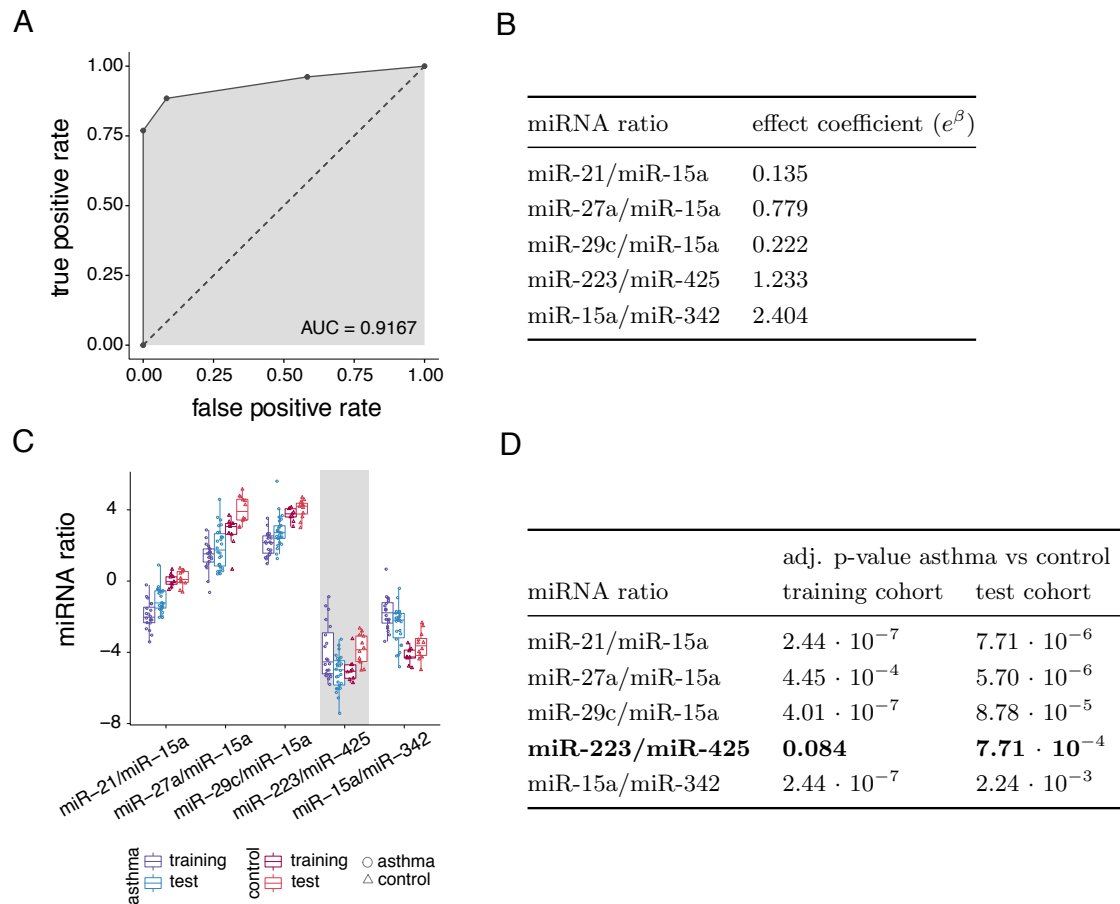 A
1.00
0.75
0.50
0.25
0.00
true positive rate
AUC = 0.9167
0.00 0.25 0.50 0.75 1.00
false positive rate
B
miRNA ratio effect coefficient (e^β)
miR-21/miR-15a 0.135
miR-27a/miR-15a 0.779
miR-29c/miR-15a 0.222
miR-223/miR-425 1.233
miR-15a/miR-342 2.404
C
miRNA ratio
4
0
−4
−8
miR−21/miR−15a
miR−27a/miR−15a
miR−29c/miR−15a
miR−223/miR−425
miR−15a/miR−342
asthma
training
test
control
training
test
asthma
control
D
adj. p-value asthma vs control
miRNA ratio training cohort test cohort
miR-21/miR-15a 2.44 · 10⁻⁷ 7.71 · 10⁻⁶
miR-27a/miR-15a 4.45 · 10⁻⁴ 5.70 · 10⁻⁶
miR-29c/miR-15a 4.01 · 10⁻⁷ 8.78 · 10⁻⁵
miR-223/miR-425 0.084 7.71 · 10⁻⁴
miR-15a/miR-342 2.44 · 10⁻⁷ 2.24 · 10⁻³